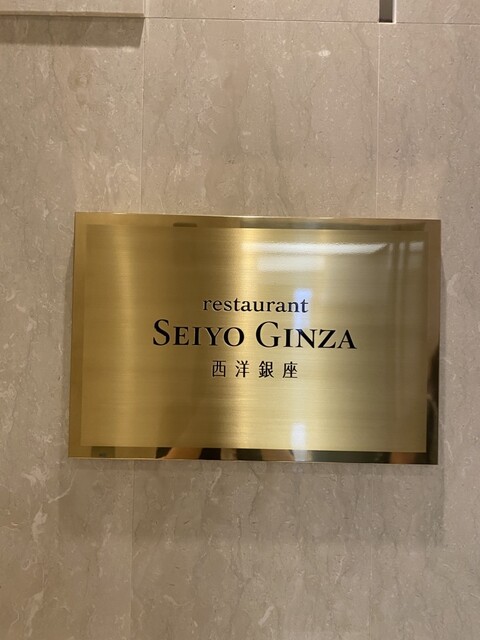 restaurant
SEIYO GINZA
西洋銀座